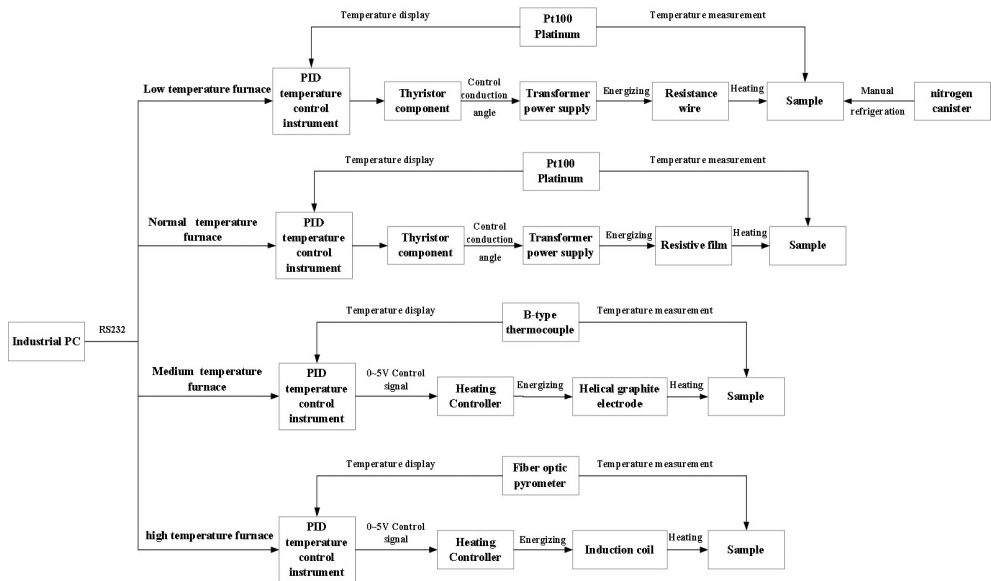 Temperature display
Pt100
Platinum
Temperature measurement
Low temperature furnace
PID
temperature
control
instrument
Thyristor
component
Control
conduction
angle
Transformer
power supply
Energizing
Resistance
wire
Heating
Sample
Manual
refrigeration
nitrogen
canister
Temperature display
Pt100
Platinum
Temperature measurement
Normal temperature
furnace
PID
temperature
control
instrument
Thyristor
component
Control
conduction
angle
Transformer
power supply
Energizing
Resistive film
Heating
Sample
Industrial PC
RS232
Temperature display
B-type
thermocouple
Temperature measurement
Medium temperature
furnace
PID
temperature
control
instrument
0~5V Control
signal
Heating
Controller
Energizing
Helical graphite
electrode
Heating
Sample
Temperature display
Fiber optic
pyrometer
Temperature measurement
high temperature furnace
PID
temperature
control
instrument
0~5V Control
signal
Heating
Controller
Energizing
Induction coil
Heating
Sample